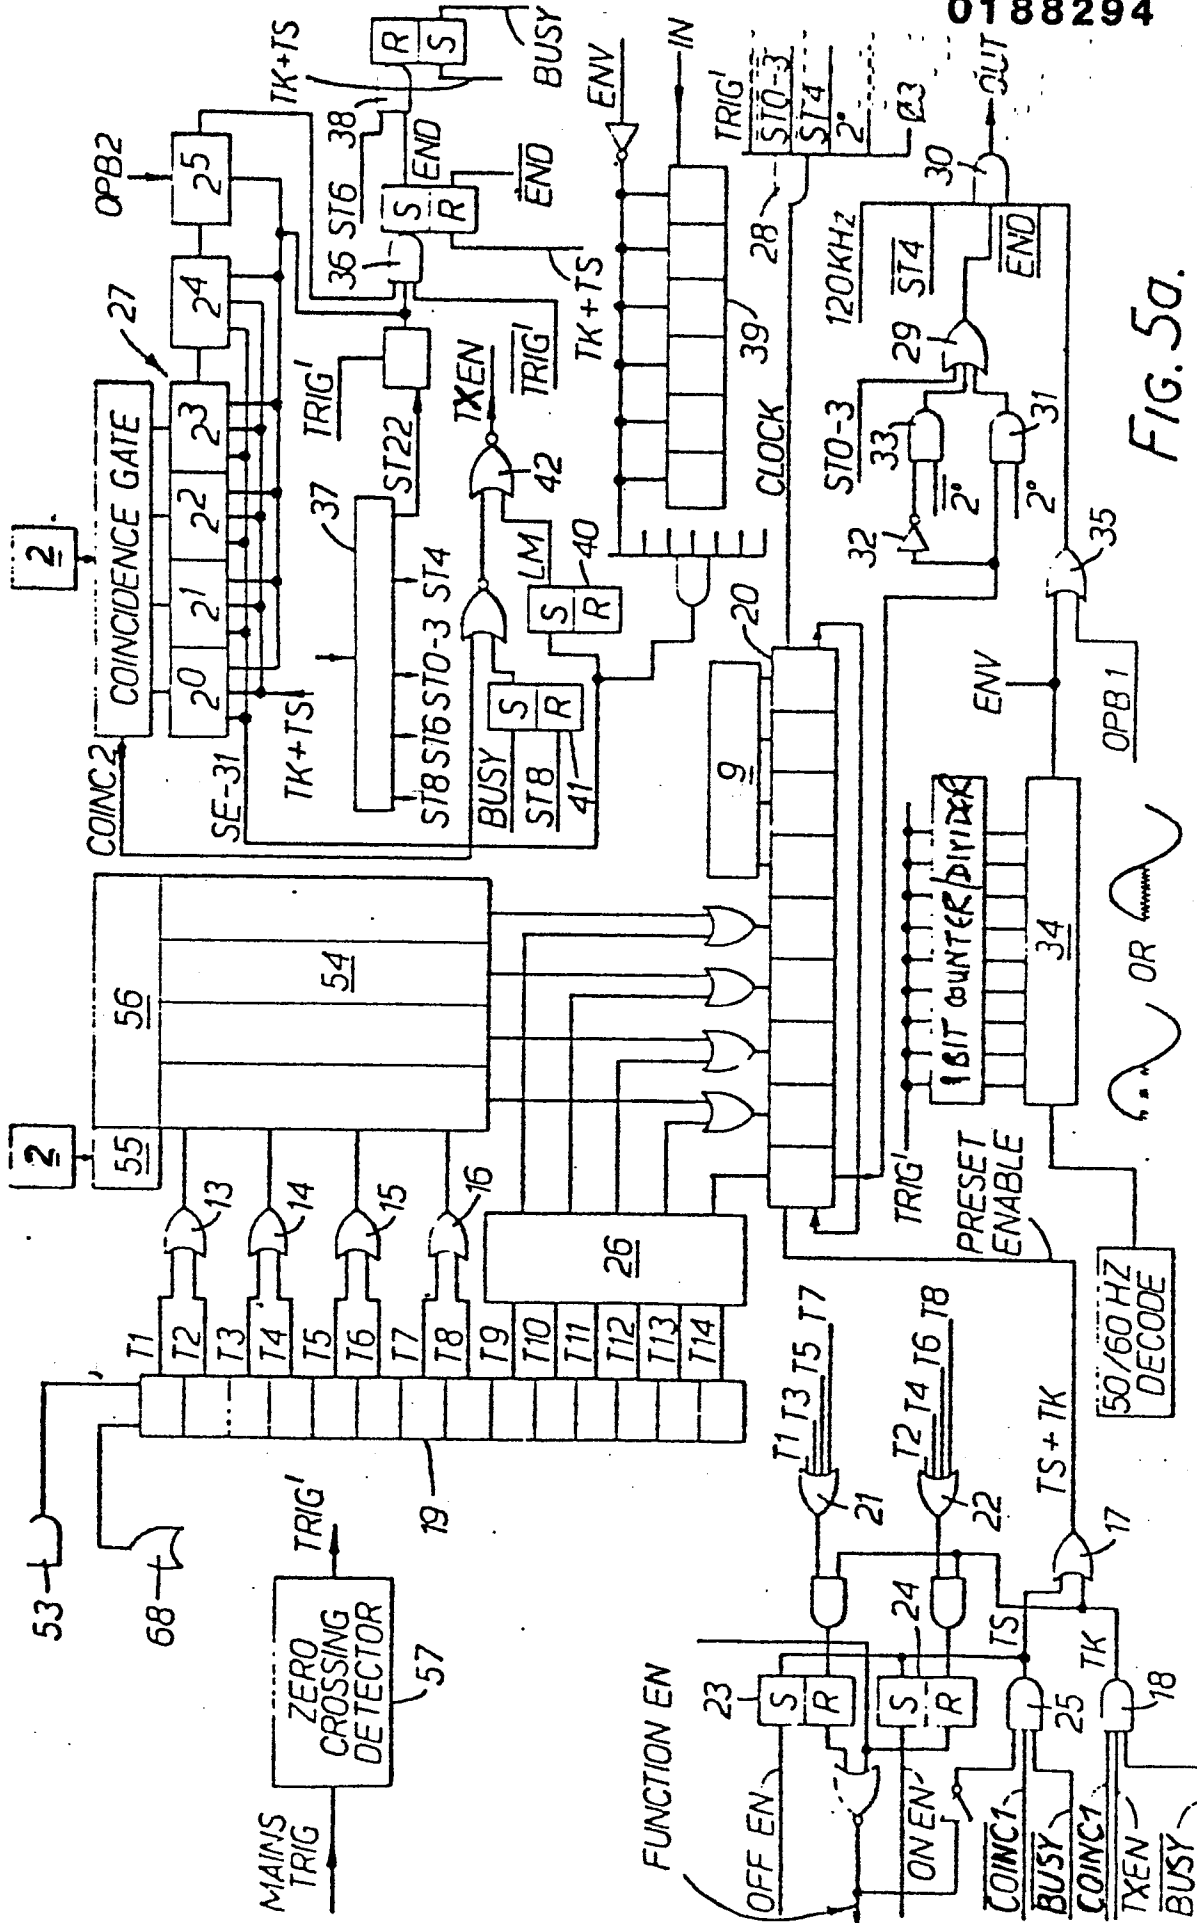 0188294
MAINS
TRIG
ZERO
CROSSING
DETECTOR
57
TRIG'
53
68
19
T1
T2
T3
T4
T5
T6
T7
T8
T9
T10
T11
T12
T13
T14
13
14
15
16
2
55
56
54
26
COINC2
2
COINCIDENCE GATE
27
2⁰
2¹
2²
2³
2⁴
2⁵
OPB2
SE-31
TK+TS
37
ST8
ST6
ST0-3
ST4
ST22
TRIG'
TRIG'
36
ST6
38
TK+TS
R
S
BUSY
S
R
END
END
TK+TS
BUSY
ST8
S
R
41
LM
S
R
40
42
TXEN
ENV
IN
39
CLOCK
28
TRIG'
ST0-3
ST4
2⁰
Ø3
9
20
120KHz
ST4
END
30
OUT
ST0-3
29
33
2⁰
31
2⁰
32
35
ENV
OPB1
TRIG'
9 BIT COUNTER/DIVIDER
34
PRESET
ENABLE
50/60 HZ
DECODE
OR
FUNCTION EN
OFF EN
ON EN
23
S
R
S
R
24
T1 T3 T5 T7
21
T2 T4 T6 T8
22
TS
TK
TS+TK
17
25
18
COINC1
BUSY
COINC1
TXEN
BUSY
FIG. 5a.